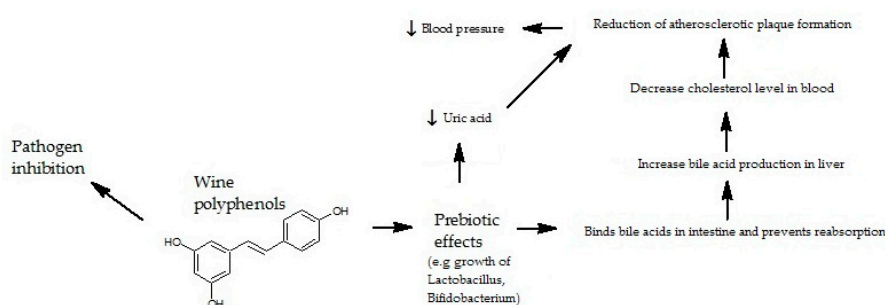 ↓ Blood pressure
Reduction of atherosclerotic plaque formation
Decrease cholesterol level in blood
↓ Uric acid
Pathogen
inhibition
Increase bile acid production in liver
Wine
polyphenols
OH
HO
OH
Prebiotic
effects
(e.g growth of
Lactobacillus,
Bifidobacterium)
Binds bile acids in intestine and prevents reabsorption